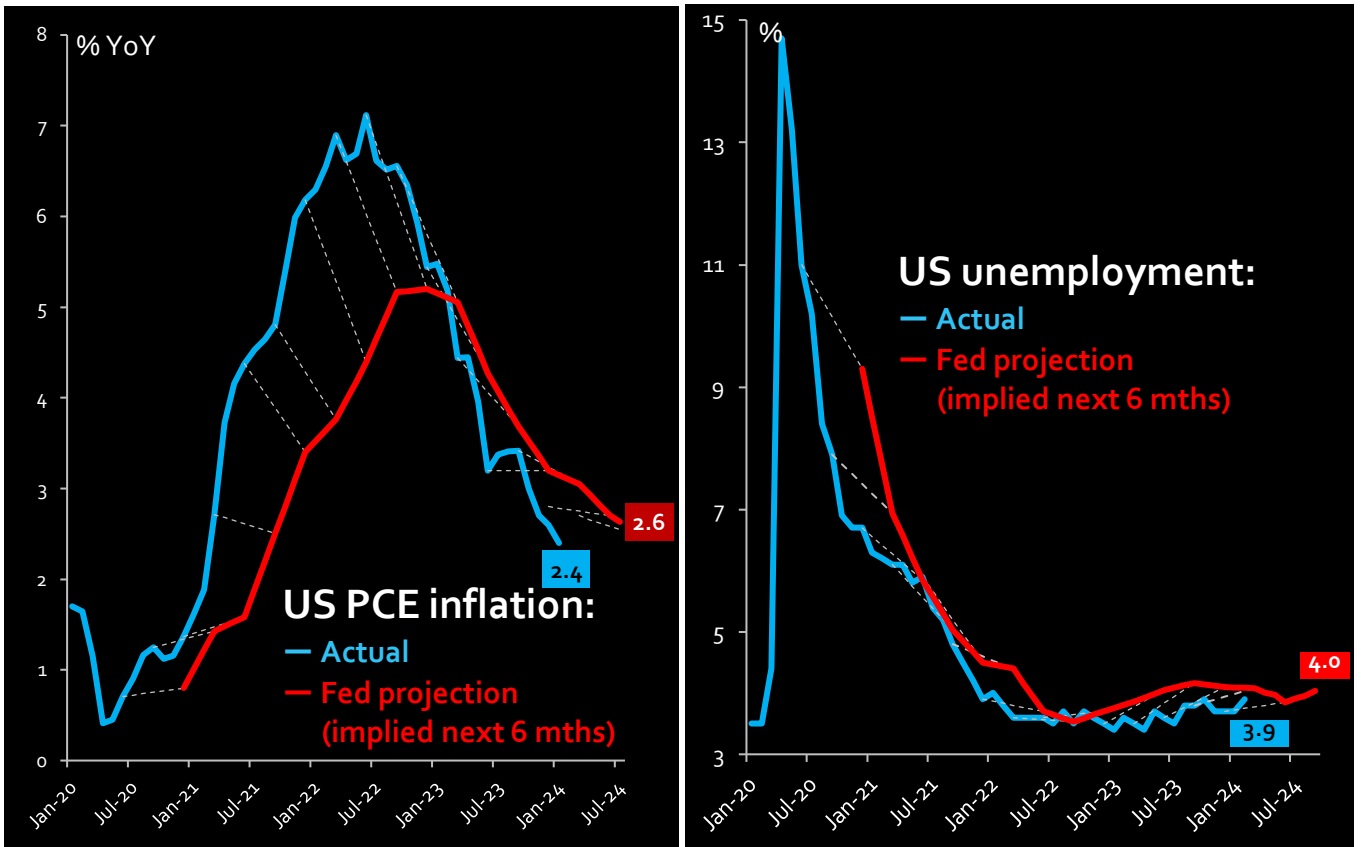 8
% YoY
7
6
5
4
3
2
1
0
2.6
2.4
US PCE inflation:
Actual
Fed projection
(implied next 6 mths)
Jan-20
Jul-20
Jan-21
Jul-21
Jan-22
Jul-22
Jan-23
Jul-23
Jan-24
Jul-24
15
%
13
11
9
7
5
3
US unemployment:
Actual
Fed projection
(implied next 6 mths)
4.0
3.9
Jan-20
Jul-20
Jan-21
Jul-21
Jan-22
Jul-22
Jan-23
Jul-23
Jan-24
Jul-24